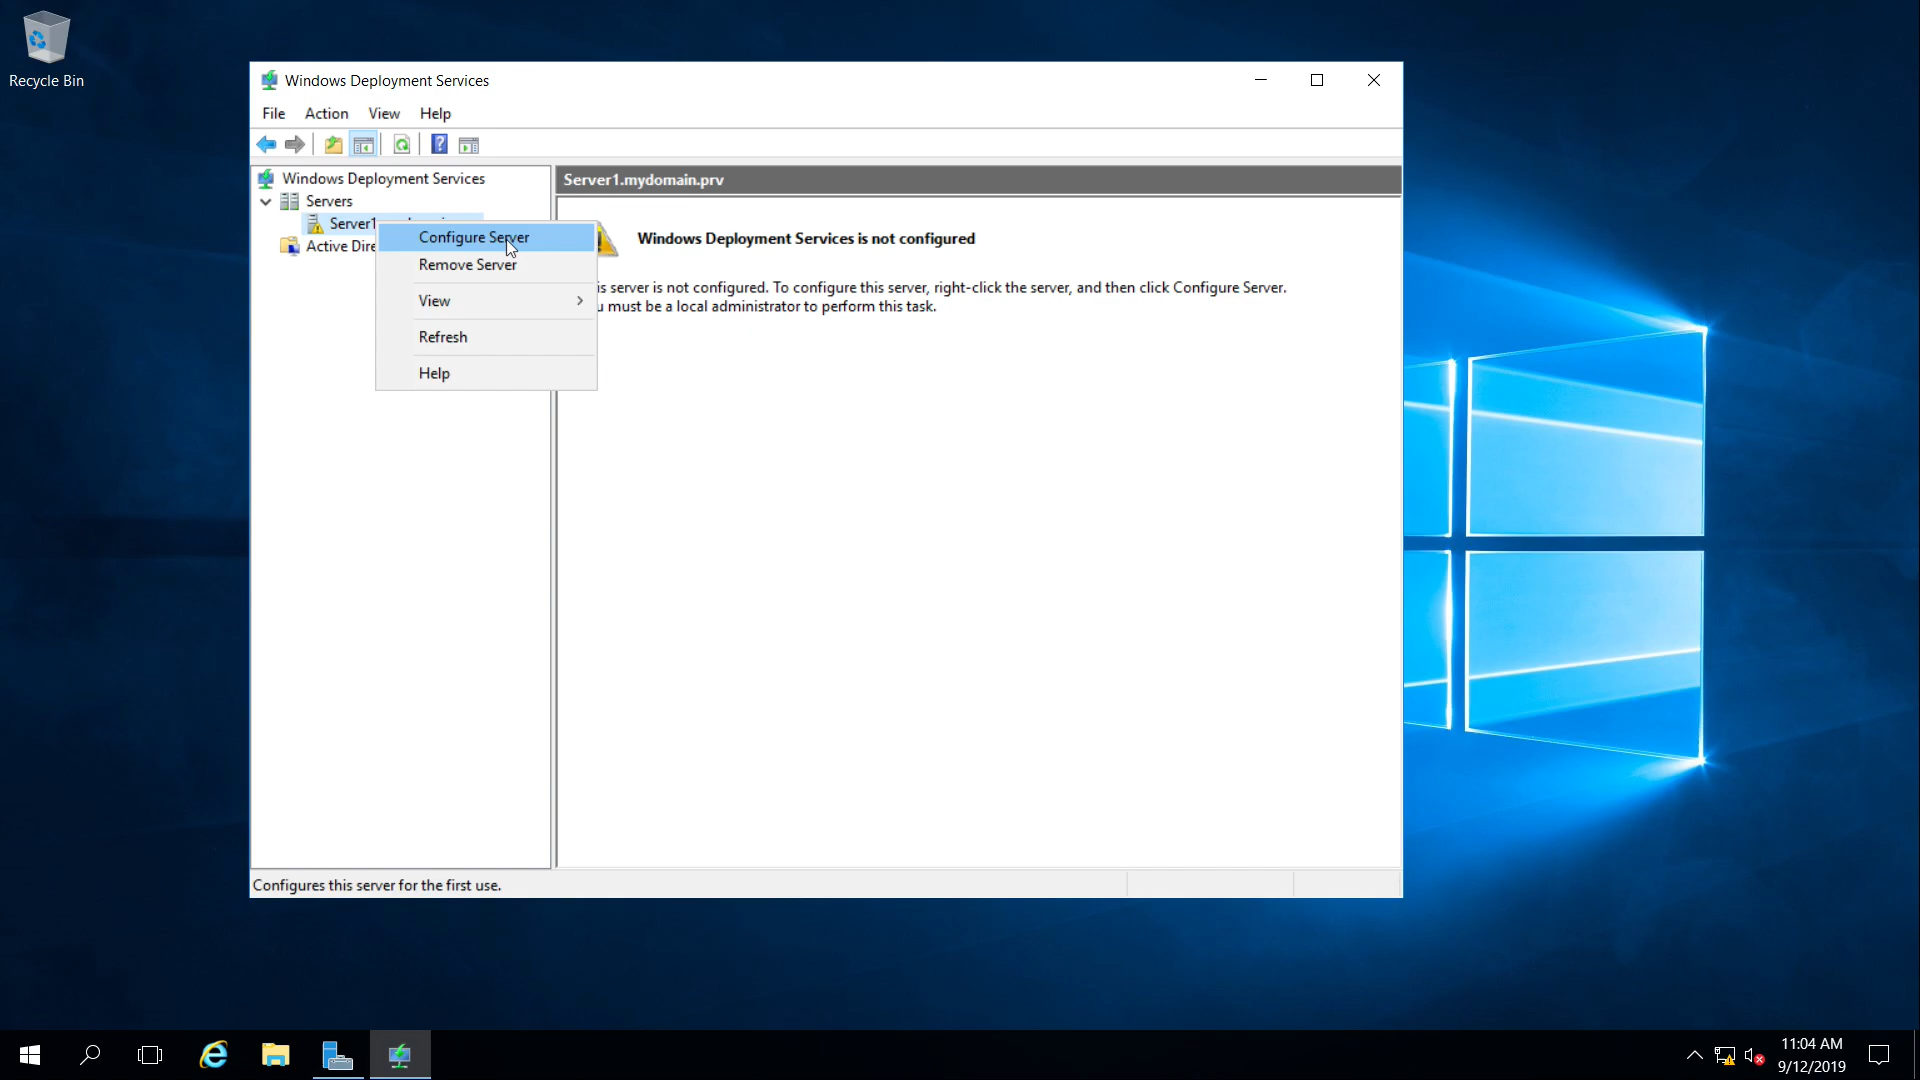 Recycle Bin
Windows Deployment Services
File Action View Help
Windows Deployment Services
Servers
Server1
Active Dire
Server1.mydomain.prv
Configure Server
Remove Server
View
Refresh
Help
Windows Deployment Services is not configured
is server is not configured. To configure this server, right-click the server, and then click Configure Server.
u must be a local administrator to perform this task.
Configures this server for the first use.
11:04 AM
9/12/2019